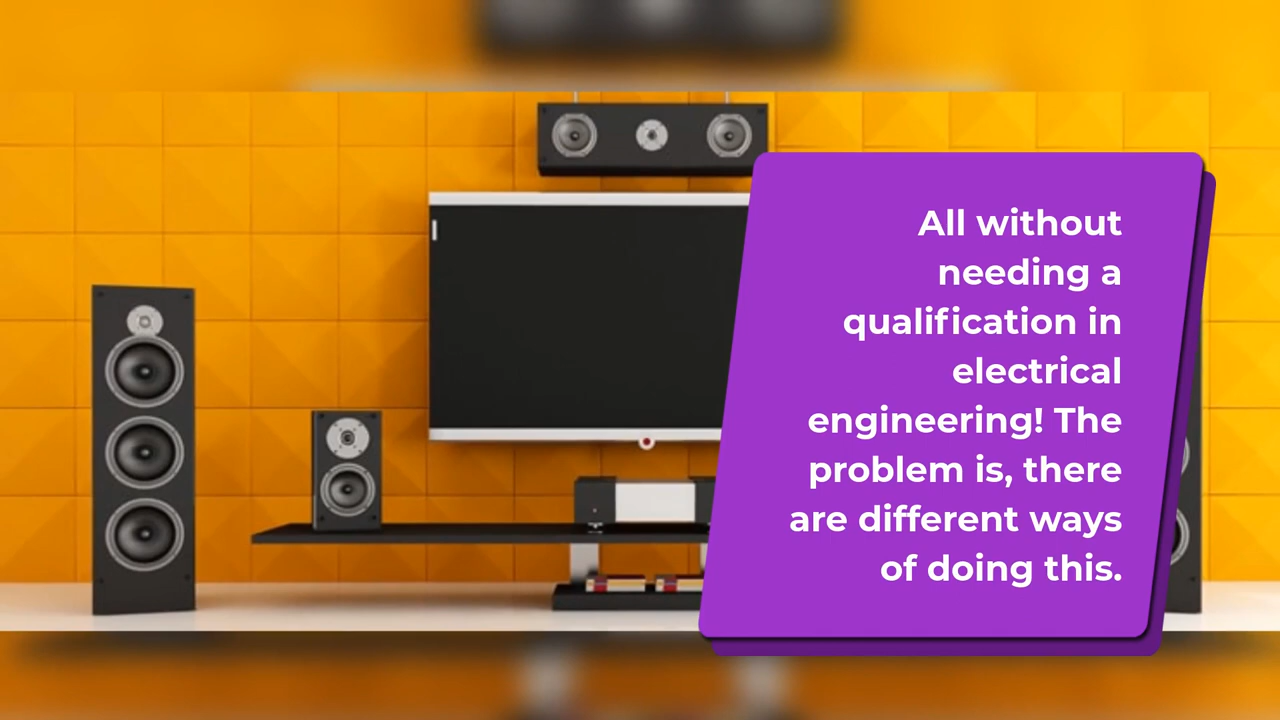 All without
needing a
qualification in
electrical
engineering! The
problem is, there
are different ways
of doing this.